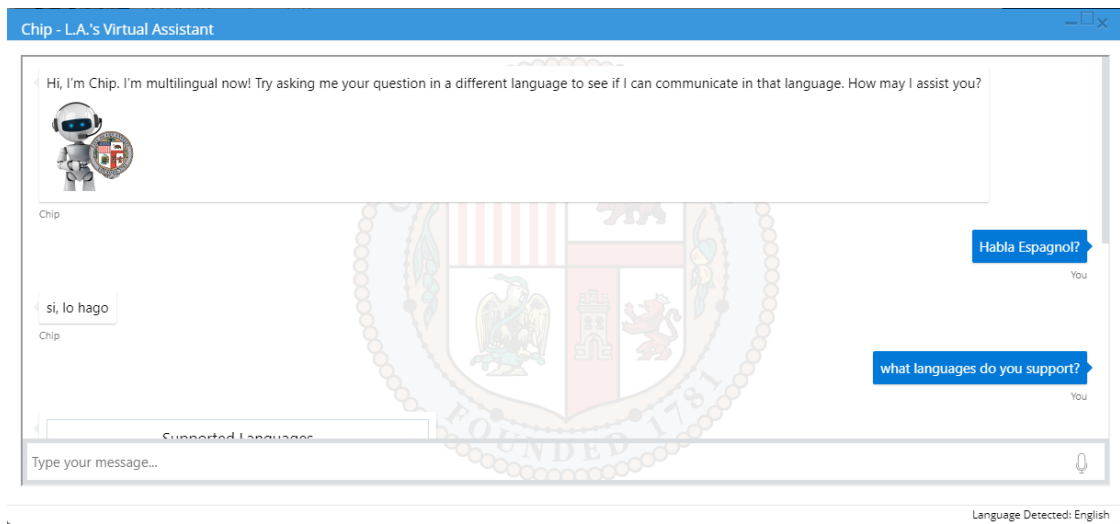 Chip - L.A.'s Virtual Assistant
Hi, I'm Chip. I'm multilingual now! Try asking me your question in a different language to see if I can communicate in that language. How may I assist you?
Chip
Habla Espagnol?
You
si, lo hago
Chip
what languages do you support?
You
Supported Languages
FOUNDED 1781
Type your message...
Language Detected: English